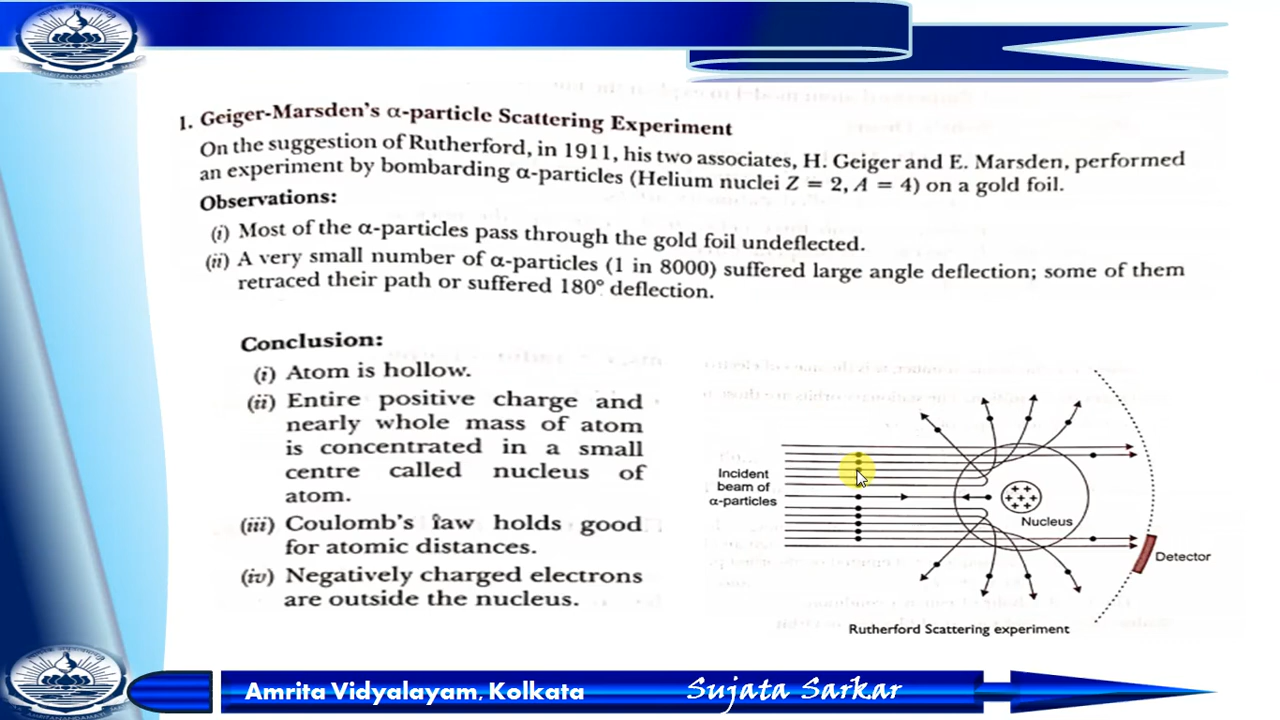 1. Geiger-Marsden's α-particle Scattering Experiment
On the suggestion of Rutherford, in 1911, his two associates, H. Geiger and E. Marsden, performed
an experiment by bombarding α-particles (Helium nuclei Z = 2, A = 4) on a gold foil.
Observations:
(i) Most of the α-particles pass through the gold foil undeflected.
(ii) A very small number of α-particles (1 in 8000) suffered large angle deflection; some of them
retraced their path or suffered 180° deflection.
Conclusion:
(i) Atom is hollow.
(ii) Entire positive charge and
nearly whole mass of atom
is concentrated in a small
centre called nucleus of
atom.
(iii) Coulomb's law holds good
for atomic distances.
(iv) Negatively charged electrons
are outside the nucleus.
Incident
beam of
α-particles
+ +
+ + +
+ + +
Nucleus
Detector
Rutherford Scattering experiment
Amrita Vidyalayam, Kolkata
Sujata Sarkar